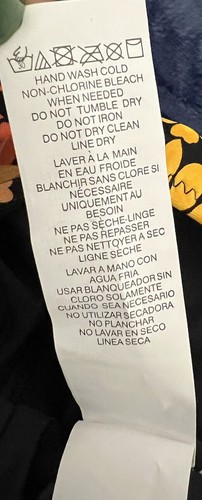 HAND WASH COLD
NON-CHLORINE BLEACH
WHEN NEEDED
DO NOT TUMBLE DRY
DO NOT IRON
DO NOT DRY CLEAN
LINE DRY
LAVER À LA MAIN
EN EAU FROIDE
BLANCHIR SANS CLORE SI
NÉCESSAIRE
UNIQUEMENT AU
BESOIN
NE PAS SÈCHE-LINGE
NE PAS REPASSER
NE PAS NETTOYER A SEC
LIGNE SÈCHE
LAVAR A MANO CON
AGUA FRIA
USAR BLANQUEADOR SIN
CLORO SOLAMENTE
CUANDO SEA NECESARIO
NO UTILIZAR SECADORA
NO PLANCHAR
NO LAVAR EN SECO
LINEA SECA